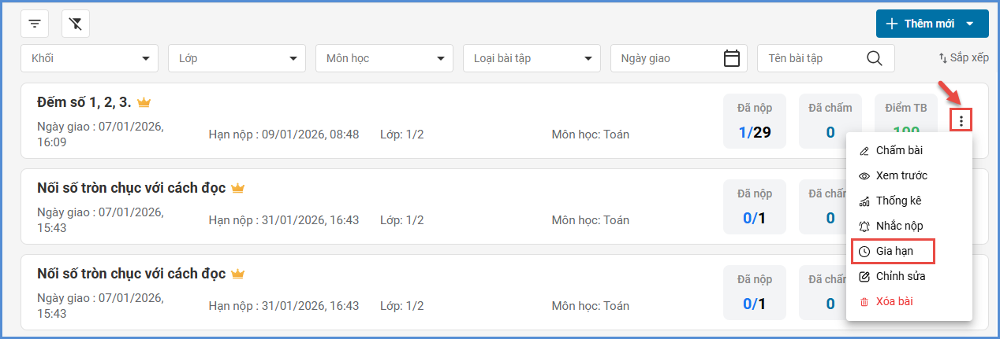 Thêm mới
Khối
Lớp
Môn học
Loại bài tập
Ngày giao
Tên bài tập
Sắp xếp
Đếm số 1, 2, 3.
Ngày giao : 07/01/2026,
16:09
Hạn nộp : 09/01/2026, 08:48
Lớp: 1/2
Môn học: Toán
Đã nộp
1/29
Đã chấm
0
Điểm TB
100
Chấm bài
Xem trước
Thống kê
Nhắc nộp
Gia hạn
Chỉnh sửa
Xóa bài
Nối số tròn chục với cách đọc
Ngày giao : 07/01/2026,
15:43
Hạn nộp : 31/01/2026, 16:43
Lớp: 1/2
Môn học: Toán
Đã nộp
0/1
Đã chấm
0
Nối số tròn chục với cách đọc
Ngày giao : 07/01/2026,
15:43
Hạn nộp : 31/01/2026, 16:43
Lớp: 1/2
Môn học: Toán
Đã nộp
0/1
Đã chấm
0